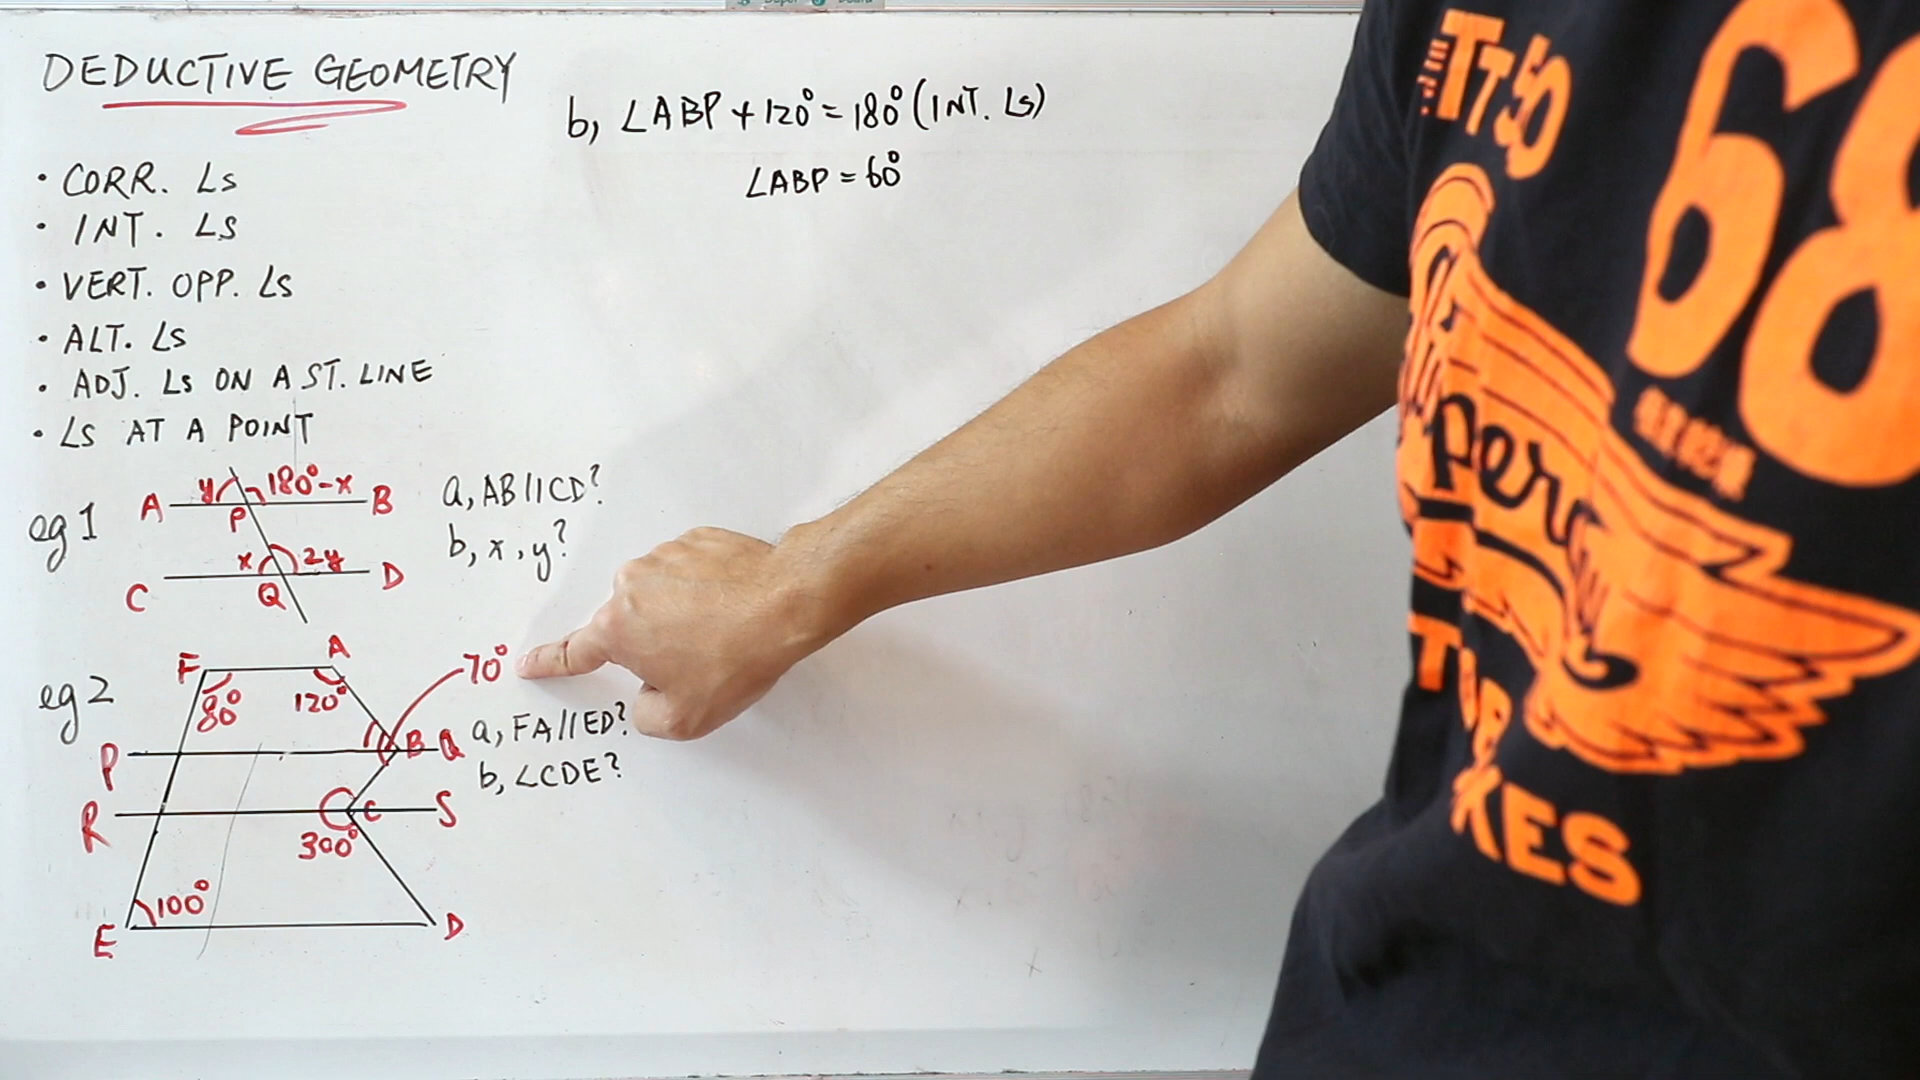 DEDUCTIVE GEOMETRY
• CORR. ∠s
• INT. ∠s
• VERT. OPP. ∠s
• ALT. ∠s
• ADJ. ∠s ON A ST. LINE
• ∠s AT A POINT
b, ∠ABP + 120° = 180° (INT. ∠s)
∠ABP = 60°
eg 1
A y 180°-x B
P
x 2y
C Q D
a, AB//CD?
b, x, y?
eg 2
F A
80° 120° 70°
P B Q
R C S
300°
100°
E D
a, FA//ED?
b, ∠CDE?
68